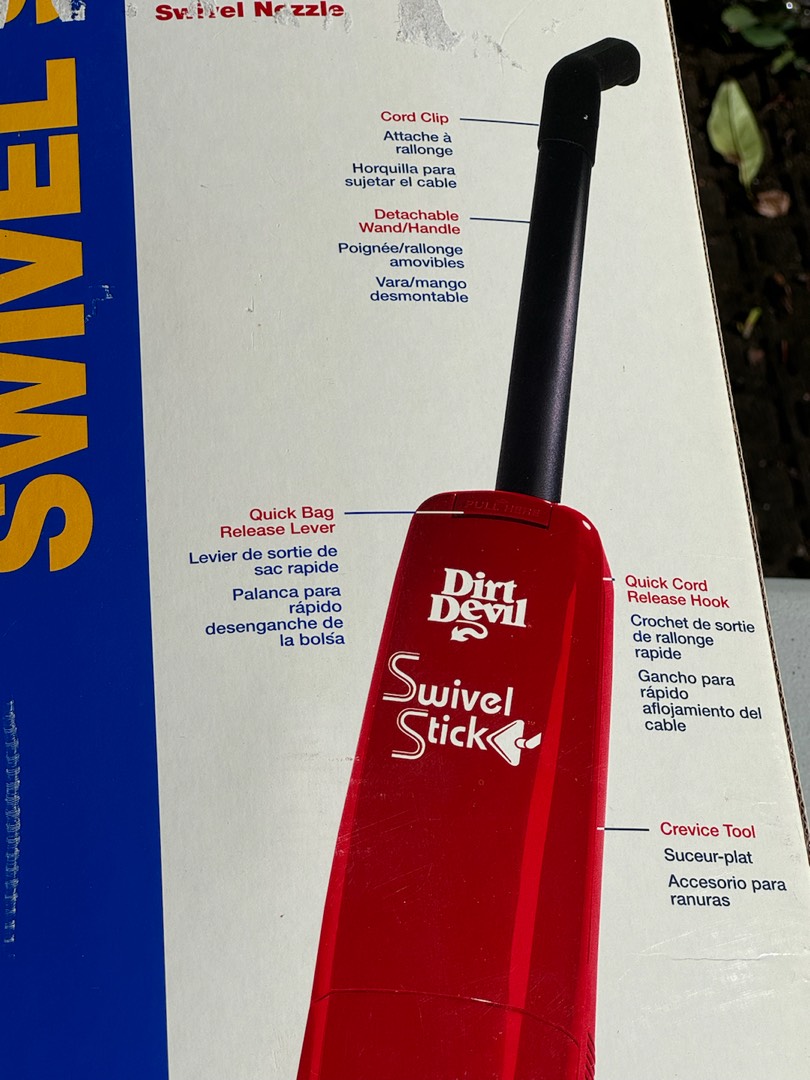 Swivel Nozzle
SWIVEL S
Cord Clip
Attache à
rallonge
Horquilla para
sujetar el cable
Detachable
Wand/Handle
Poignée/rallonge
amovibles
Vara/mango
desmontable
Quick Bag
Release Lever
Levier de sortie de
sac rapide
Palanca para
rápido
desenganche de
la bolsía
PULL HERE
Dirt
Devil
Swivel
Stick
Quick Cord
Release Hook
Crochet de sortie
de rallonge
rapide
Gancho para
rápido
aflojamiento del
cable
Crevice Tool
Suceur-plat
Accesorio para
ranuras